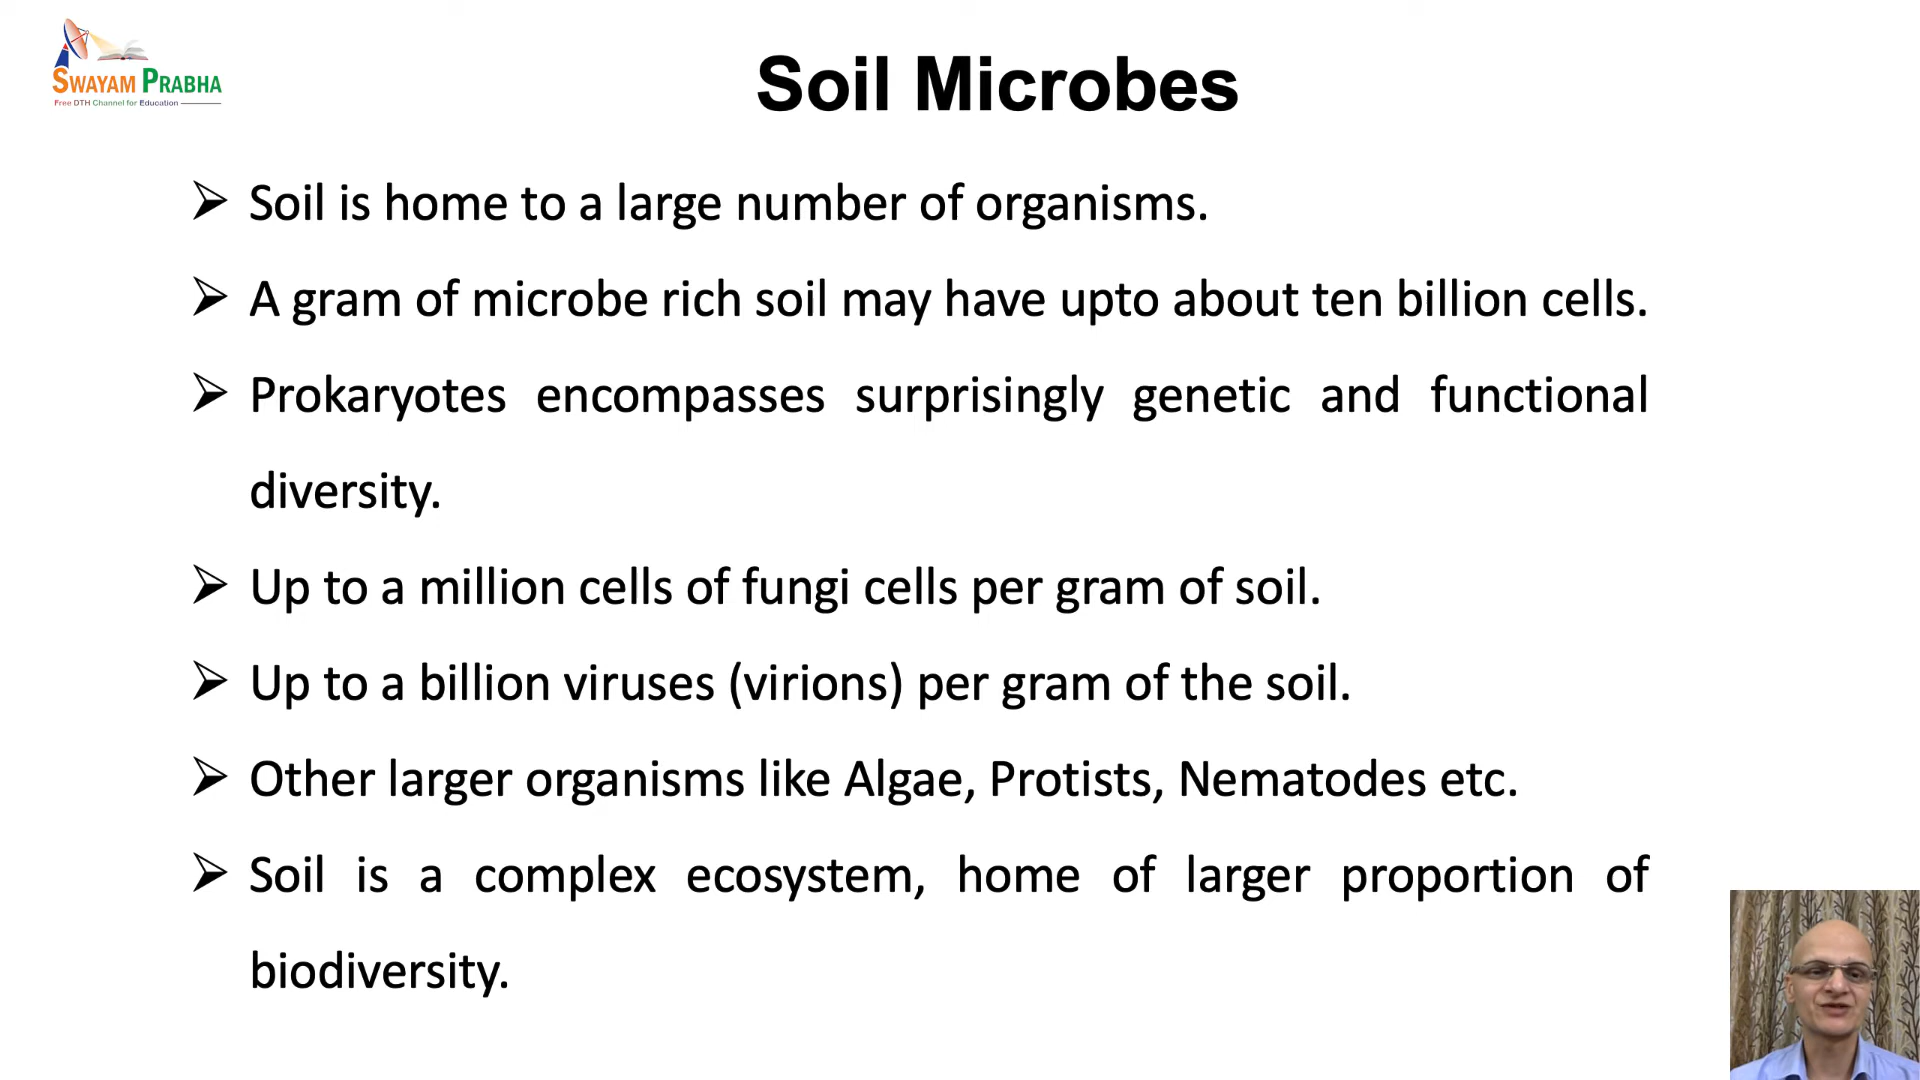 SWAYAM PRABHA
Free DTH Channel for Education
Soil Microbes
➢ Soil is home to a large number of organisms.
➢ A gram of microbe rich soil may have upto about ten billion cells.
➢ Prokaryotes encompasses surprisingly genetic and functional
diversity.
➢ Up to a million cells of fungi cells per gram of soil.
➢ Up to a billion viruses (virions) per gram of the soil.
➢ Other larger organisms like Algae, Protists, Nematodes etc.
➢ Soil is a complex ecosystem, home of larger proportion of
biodiversity.